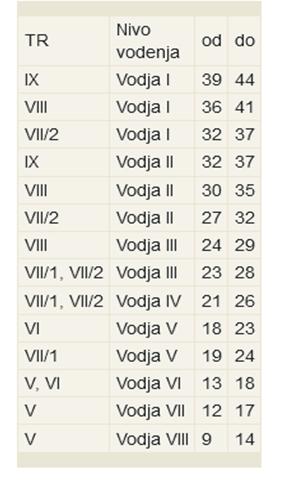 TR Nivo vodenja od do
IX Vodja I 39 44
VIII Vodja I 36 41
VII/2 Vodja I 32 37
IX Vodja II 32 37
VIII Vodja II 30 35
VII/2 Vodja II 27 32
VIII Vodja III 24 29
VII/1, VII/2 Vodja III 23 28
VII/1, VII/2 Vodja IV 21 26
VI Vodja V 18 23
VII/1 Vodja V 19 24
V, VI Vodja VI 13 18
V Vodja VII 12 17
V Vodja VIII 9 14